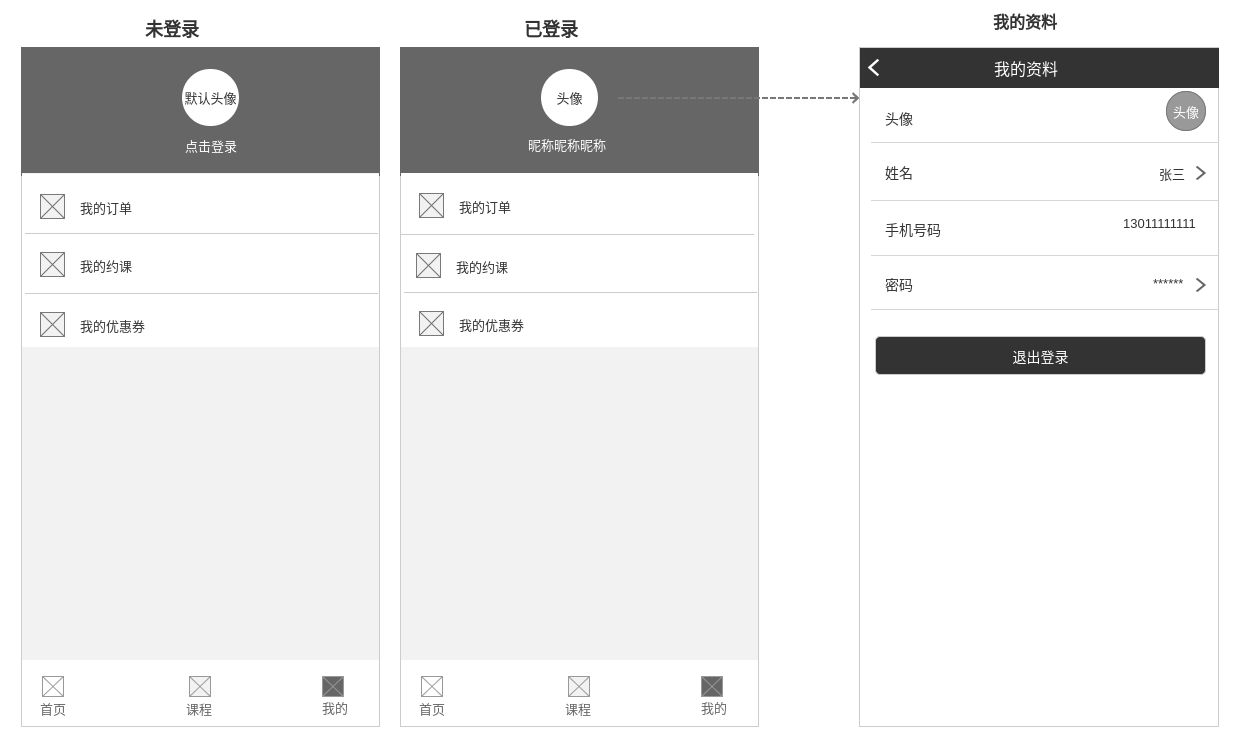 未登录
默认头像
点击登录
我的订单
我的约课
我的优惠券
首页
课程
我的
已登录
头像
昵称昵称昵称
我的订单
我的约课
我的优惠券
首页
课程
我的
我的资料
我的资料
头像 头像
姓名 张三
手机号码 13011111111
密码 ******
退出登录